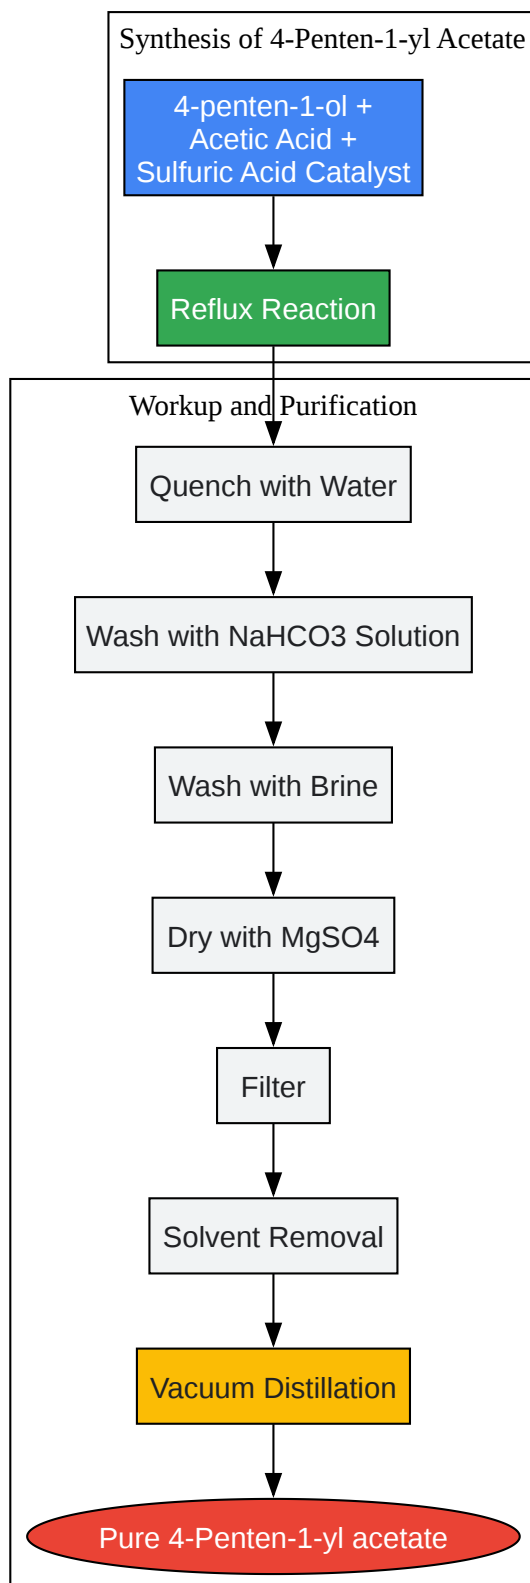 Synthesis of 4-Penten-1-yl Acetate
4-penten-1-ol +
Acetic Acid +
Sulfuric Acid Catalyst
Reflux Reaction
Workup and Purification
Quench with Water
Wash with NaHCO3 Solution
Wash with Brine
Dry with MgSO4
Filter
Solvent Removal
Vacuum Distillation
Pure 4-Penten-1-yl acetate